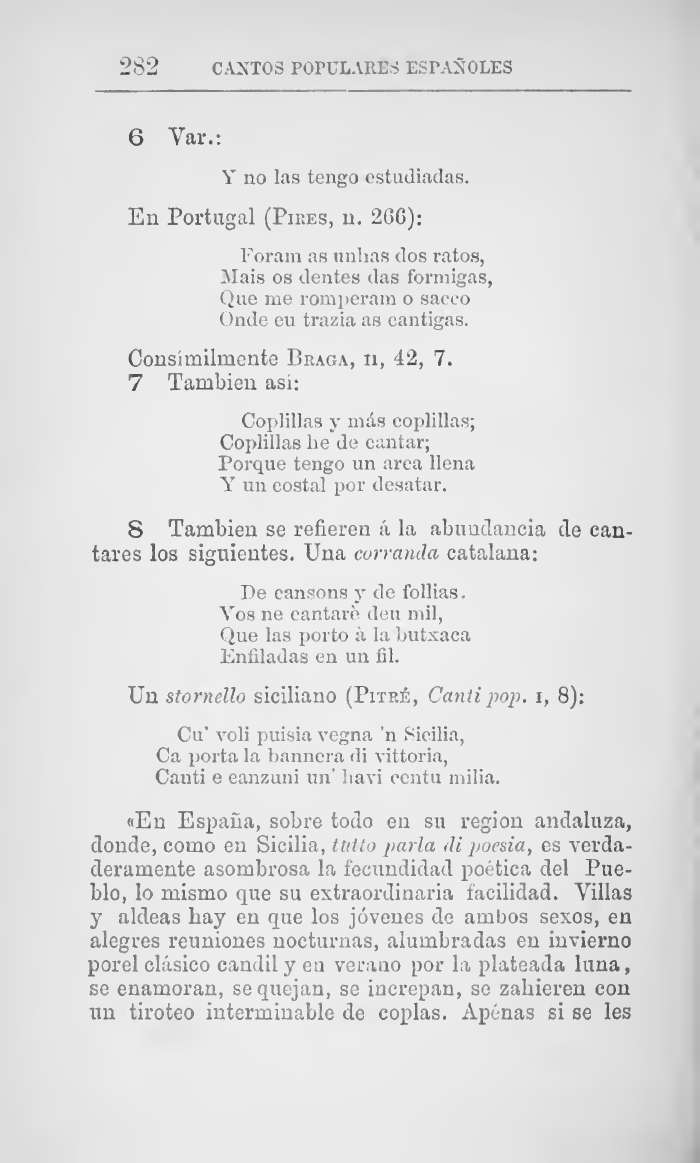 282 CANTOS POPULARES ESPAÑOLES
6 Var.:
Y no las tengo estudiadas.
En Portugal (PIRES, n. 266):
Foram as unhas dos ratos,
Mais os dentes das formigas,
Que me romperam o sacco
Onde eu trazia as cantigas.
Consímilmente BRAGA, II, 42, 7.
7 Tambien así:
Coplillas y más coplillas;
Coplillas he de cantar;
Porque tengo un arca llena
Y un costal por desatar.
8 Tambien se refieren á la abundancia de can-
tares los siguientes. Una corranda catalana:
De cansons y de follias.
Vos ne cantarè deu mil,
Que las porto à la butxaca
Enfiladas en un fil.
Un stornello siciliano (PITRÉ, Canti pop. I, 8):
Cu' voli puisia vegna 'n Sicilia,
Ca porta la bannera di vittoria,
Canti e canzuni un' havi centu milia.
«En España, sobre todo en su region andaluza,
donde, como en Sicilia, tutto parla di poesia, es verda-
deramente asombrosa la fecundidad poética del Pue-
blo, lo mismo que su extraordinaria facilidad. Villas
y aldeas hay en que los jóvenes de ambos sexos, en
alegres reuniones nocturnas, alumbradas en invierno
porel clásico candil y en verano por la plateada luna,
se enamoran, se quejan, se increpan, se zahieren con
un tiroteo interminable de coplas. Apénas si se les